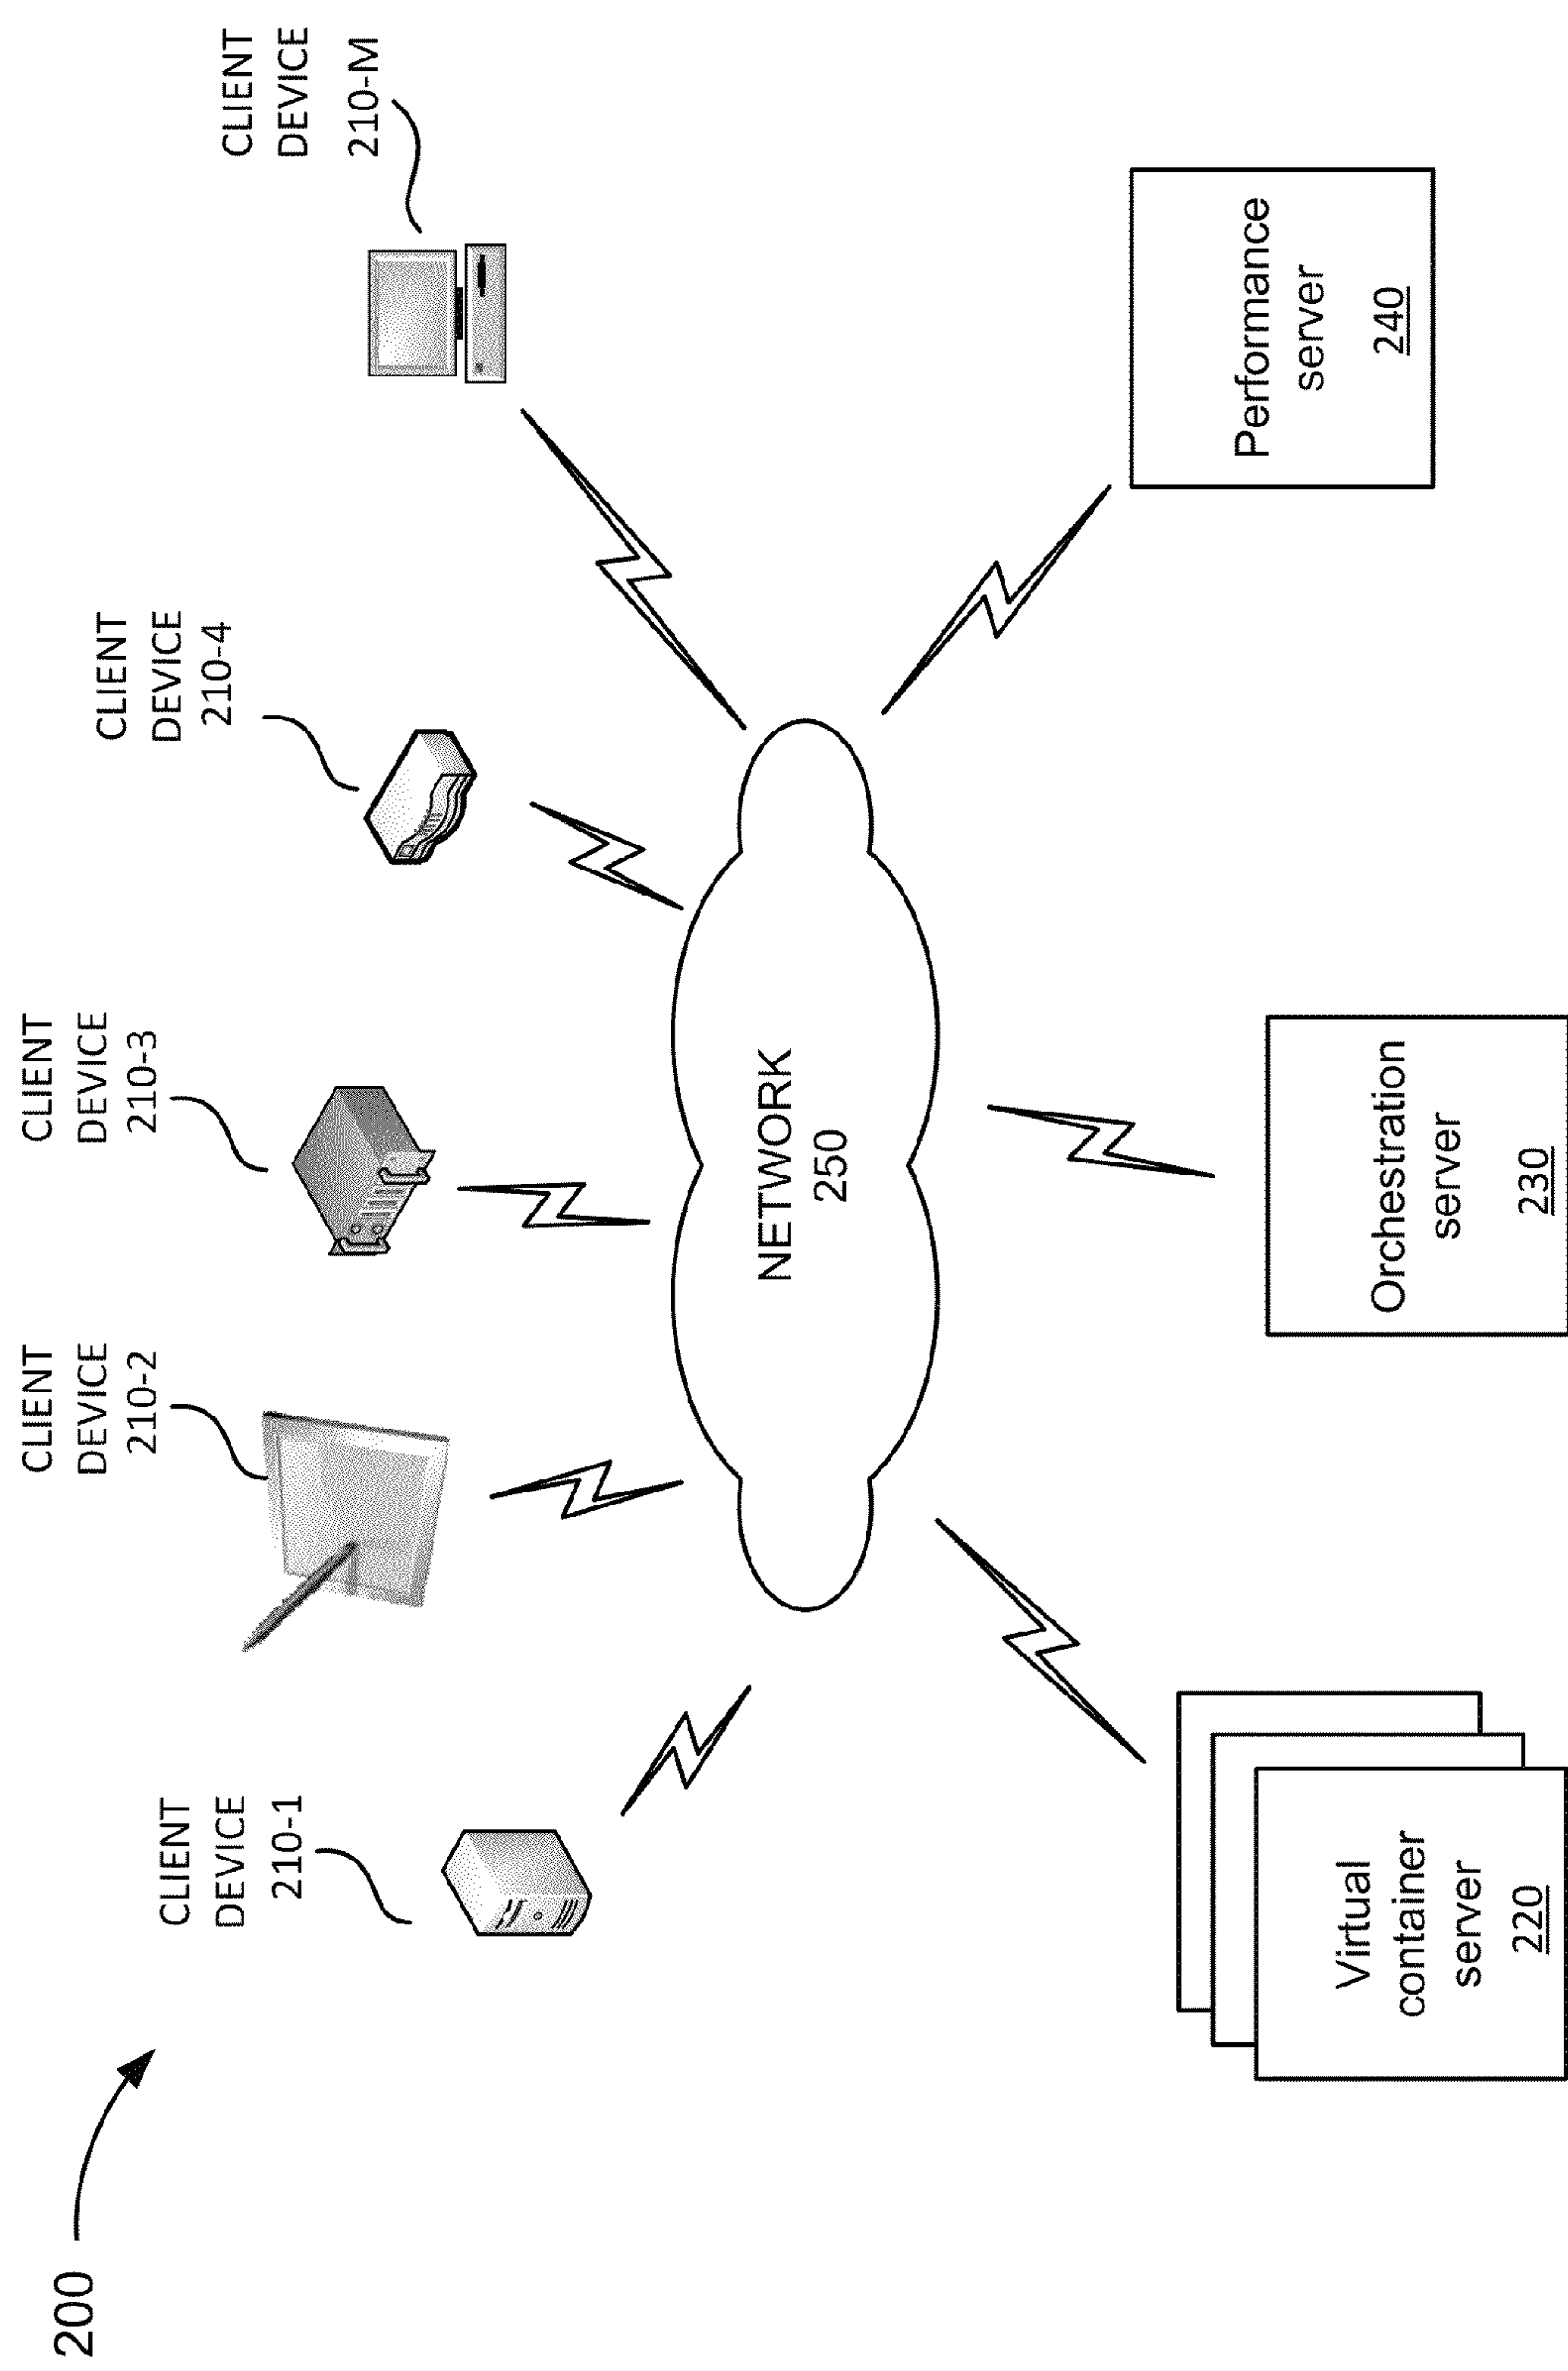 200
CLIENT
DEVICE
210-1
CLIENT
DEVICE
210-2
CLIENT
DEVICE
210-3
CLIENT
DEVICE
210-4
CLIENT
DEVICE
210-M
NETWORK
250
Virtual
container
server
220
Orchestration
server
230
Performance
server
240